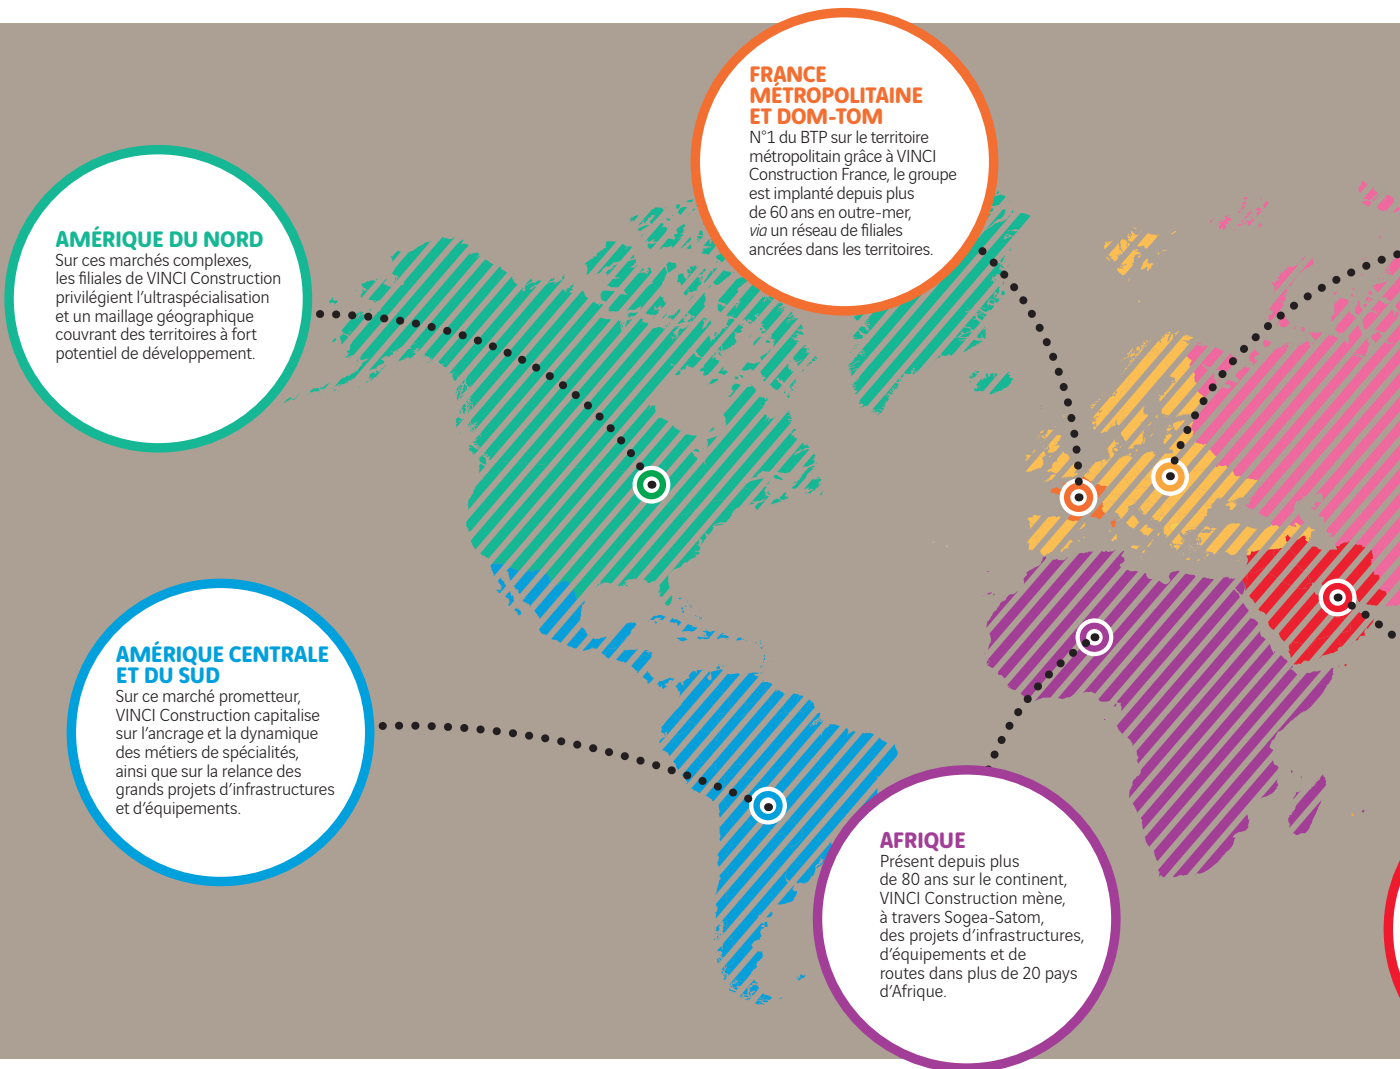 FRANCE
MÉTROPOLITAINE
ET DOM-TOM
N°1 du BTP sur le territoire
métropolitain grâce à VINCI
Construction France, le groupe
est implanté depuis plus
de 60 ans en outre-mer,
via un réseau de filiales
ancrées dans les territoires.
AMÉRIQUE DU NORD
Sur ces marchés complexes,
les filiales de VINCI Construction
privilégient l’ultraspécialisation
et un maillage géographique
couvrant des territoires à fort
potentiel de développement.
AMÉRIQUE CENTRALE
ET DU SUD
Sur ce marché prometteur,
VINCI Construction capitalise
sur l’ancrage et la dynamique
des métiers de spécialités,
ainsi que sur la relance des
grands projets d’infrastructures
et d’équipements.
AFRIQUE
Présent depuis plus
de 80 ans sur le continent,
VINCI Construction mène,
à travers Sogea-Satom,
des projets d’infrastructures,
d’équipements et de
routes dans plus de 20 pays
d’Afrique.